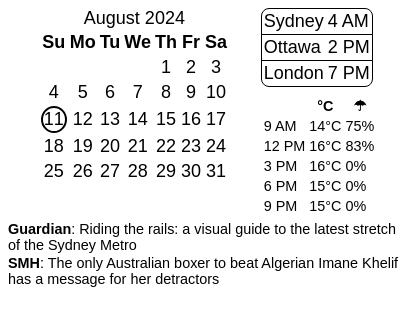 August 2024
Su Mo Tu We Th Fr Sa
1 2 3
4 5 6 7 8 9 10
11 12 13 14 15 16 17
18 19 20 21 22 23 24
25 26 27 28 29 30 31
Sydney 4 AM
Ottawa 2 PM
London 7 PM
°C ☂
9 AM 14°C 75%
12 PM 16°C 83%
3 PM 16°C 0%
6 PM 15°C 0%
9 PM 15°C 0%
Guardian: Riding the rails: a visual guide to the latest stretch
of the Sydney Metro
SMH: The only Australian boxer to beat Algerian Imane Khelif
has a message for her detractors